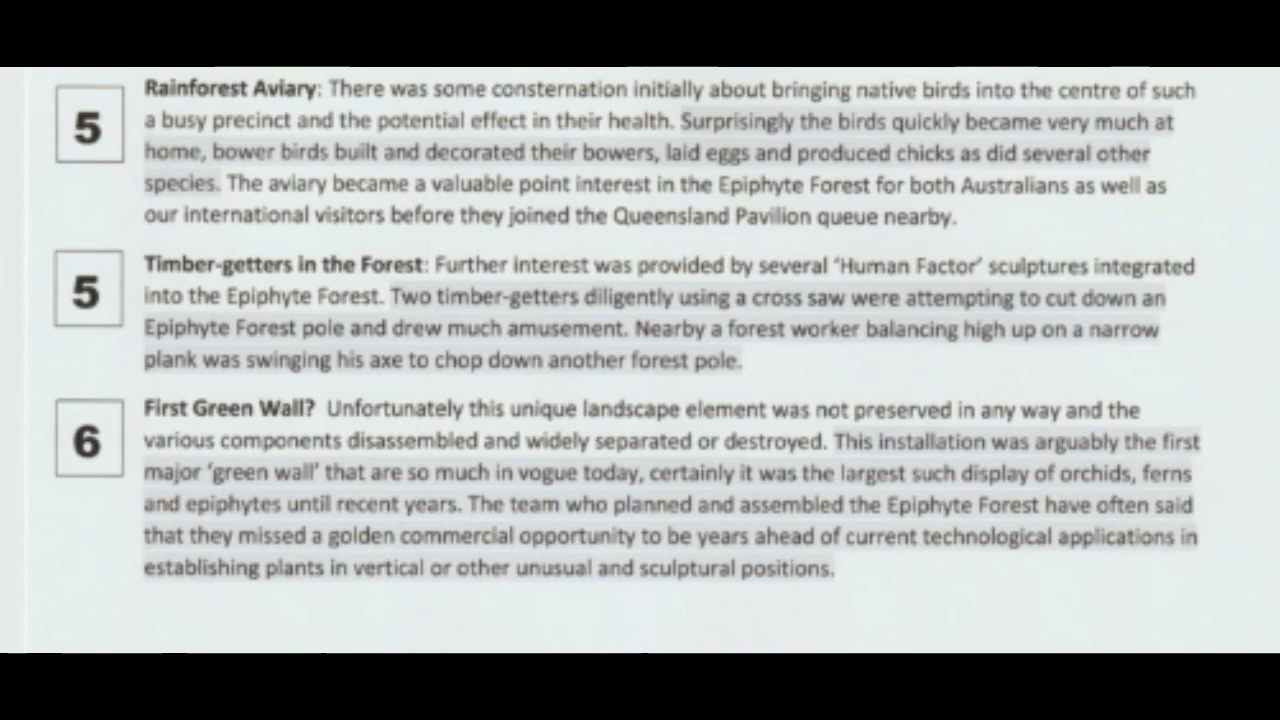 5
Rainforest Aviary: There was some consternation initially about bringing native birds into the centre of such
a busy precinct and the potential effect in their health. Surprisingly the birds quickly became very much at
home, bower birds built and decorated their bowers, laid eggs and produced chicks as did several other
species. The aviary became a valuable point interest in the Epiphyte Forest for both Australians as well as
our international visitors before they joined the Queensland Pavilion queue nearby.
5
Timber-getters in the Forest: Further interest was provided by several 'Human Factor' sculptures integrated
into the Epiphyte Forest. Two timber-getters diligently using a cross saw were attempting to cut down an
Epiphyte Forest pole and drew much amusement. Nearby a forest worker balancing high up on a narrow
plank was swinging his axe to chop down another forest pole.
6
First Green Wall? Unfortunately this unique landscape element was not preserved in any way and the
various components disassembled and widely separated or destroyed. This installation was arguably the first
major 'green wall' that are so much in vogue today, certainly it was the largest such display of orchids, ferns
and epiphytes until recent years. The team who planned and assembled the Epiphyte Forest have often said
that they missed a golden commercial opportunity to be years ahead of current technological applications in
establishing plants in vertical or other unusual and sculptural positions.